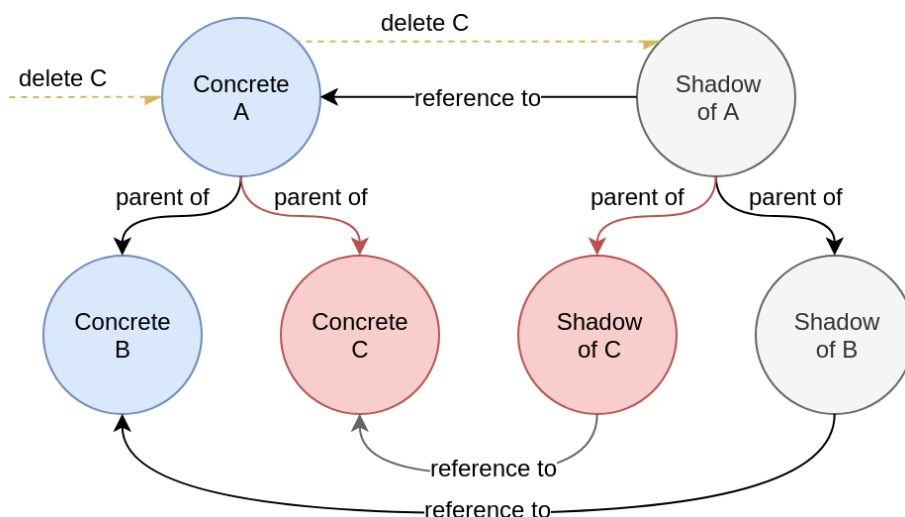 delete C
delete C
Concrete
A
reference to
Shadow
of A
parent of
parent of
parent of
parent of
Concrete
B
Concrete
C
Shadow
of C
Shadow
of B
reference to
reference to